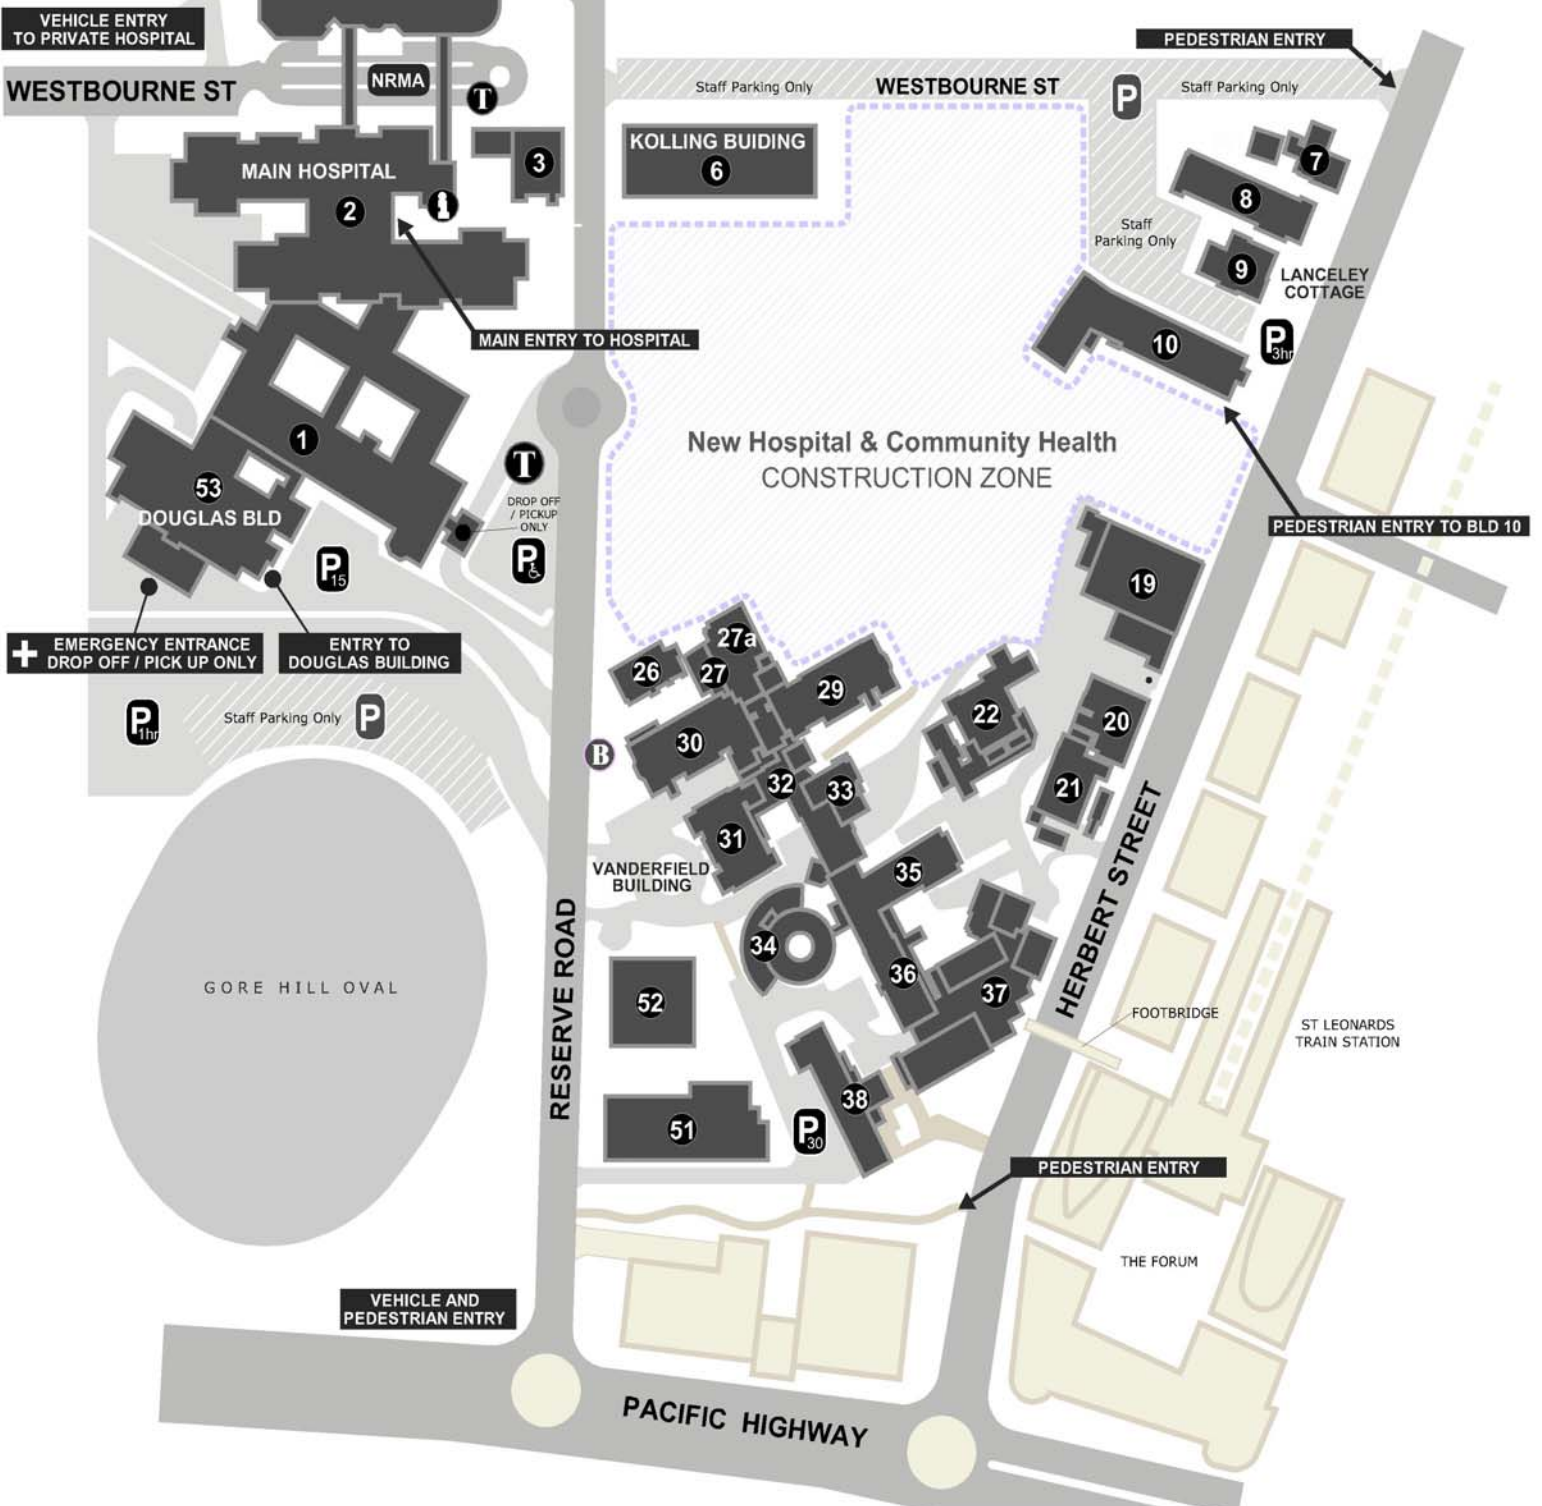 VEHICLE ENTRY
TO PRIVATE HOSPITAL
WESTBOURNE ST
NRMA
T
PEDESTRIAN ENTRY
Staff Parking Only
WESTBOURNE ST
P
Staff Parking Only
MAIN HOSPITAL
2
i
3
KOLLING BUIDING
6
7
8
9
Staff
Parking Only
LANCELEY
COTTAGE
MAIN ENTRY TO HOSPITAL
10
P
3hr
1
53
DOUGLAS BLD
T
DROP OFF
/ PICKUP
ONLY
P
New Hospital & Community Health
CONSTRUCTION ZONE
PEDESTRIAN ENTRY TO BLD 10
P
15
19
EMERGENCY ENTRANCE
DROP OFF / PICK UP ONLY
ENTRY TO
DOUGLAS BUILDING
P
1hr
Staff Parking Only
P
26
27a
27
29
22
20
B
30
32
33
21
31
VANDERFIELD
BUILDING
35
34
36
37
HERBERT STREET
GORE HILL OVAL
RESERVE ROAD
52
FOOTBRIDGE
ST LEONARDS
TRAIN STATION
38
51
P
30
PEDESTRIAN ENTRY
THE FORUM
VEHICLE AND
PEDESTRIAN ENTRY
PACIFIC HIGHWAY